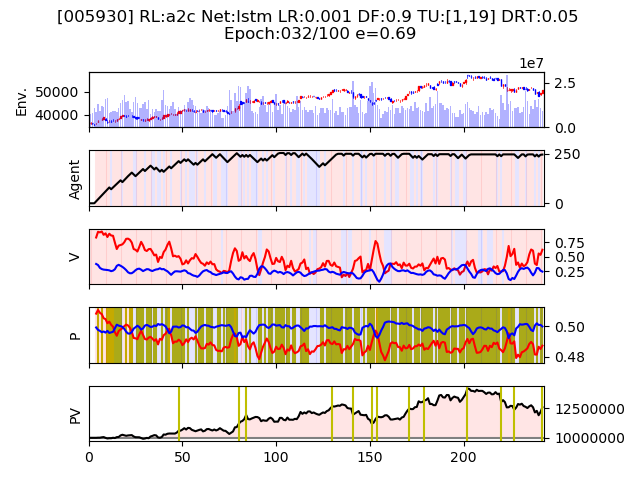 [005930] RL:a2c Net:lstm LR:0.001 DF:0.9 TU:[1,19] DRT:0.05
Epoch:032/100 e=0.69
1e7
Env.
50000
40000
2.5
0.0
Agent
250
0
V
0.75
0.50
0.25
P
0.50
0.48
PV
12500000
10000000
0 50 100 150 200